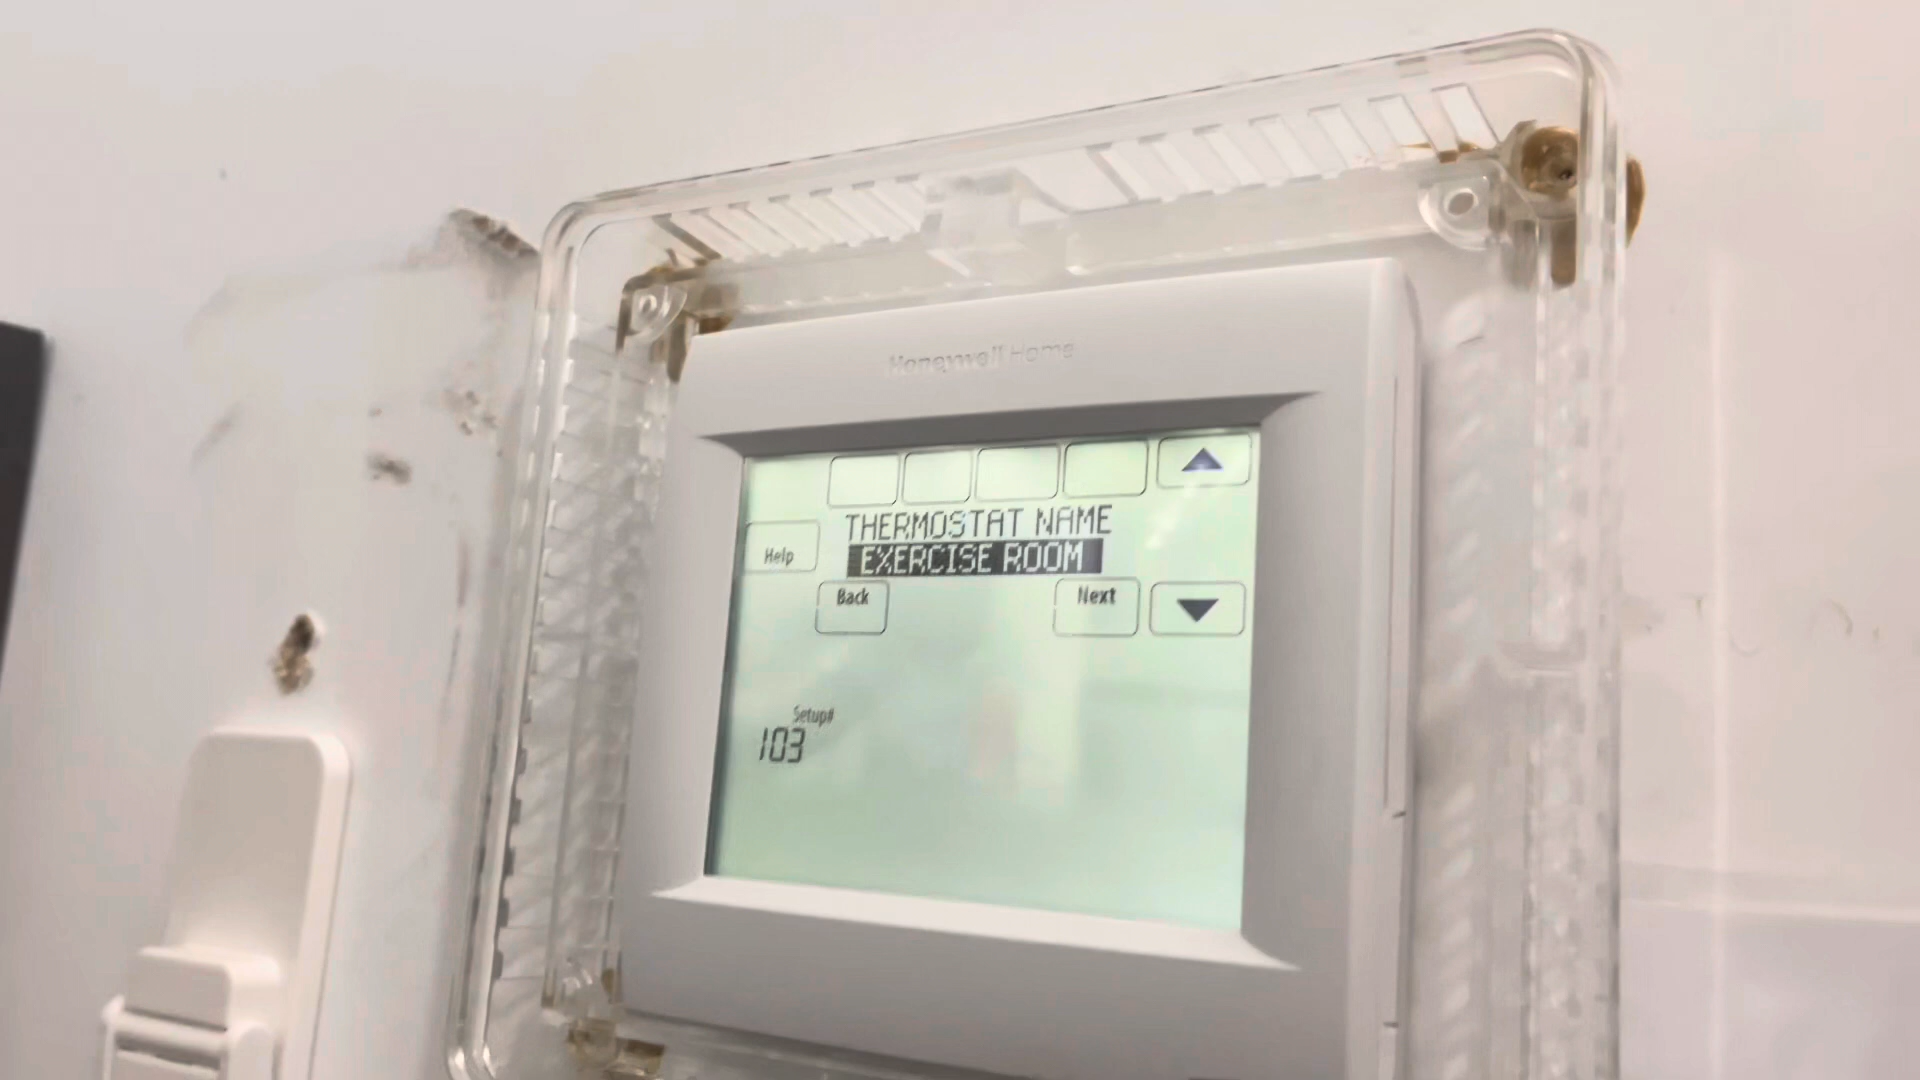 Honeywell Home
THERMOSTAT NAME
EXERCISE ROOM
Help
Back
Next
Setup#
103